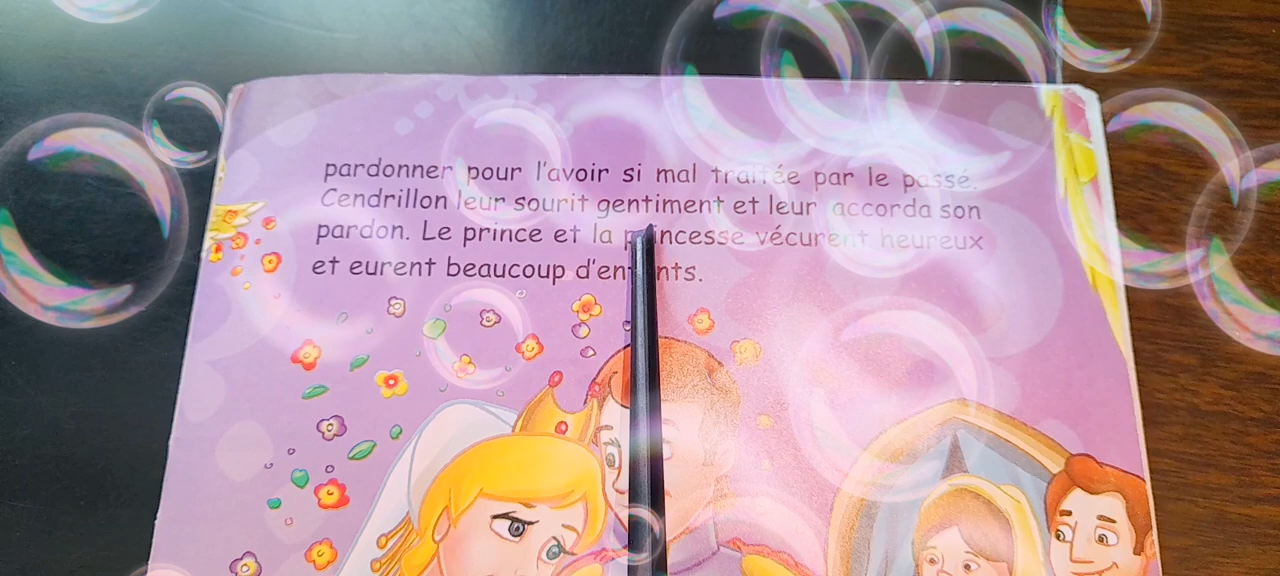 pardonner pour l'avoir si mal traitée par le passé.
Cendrillon leur sourit gentiment et leur accorda son
pardon. Le prince et la princesse vécurent heureux
et eurent beaucoup d'enfants.